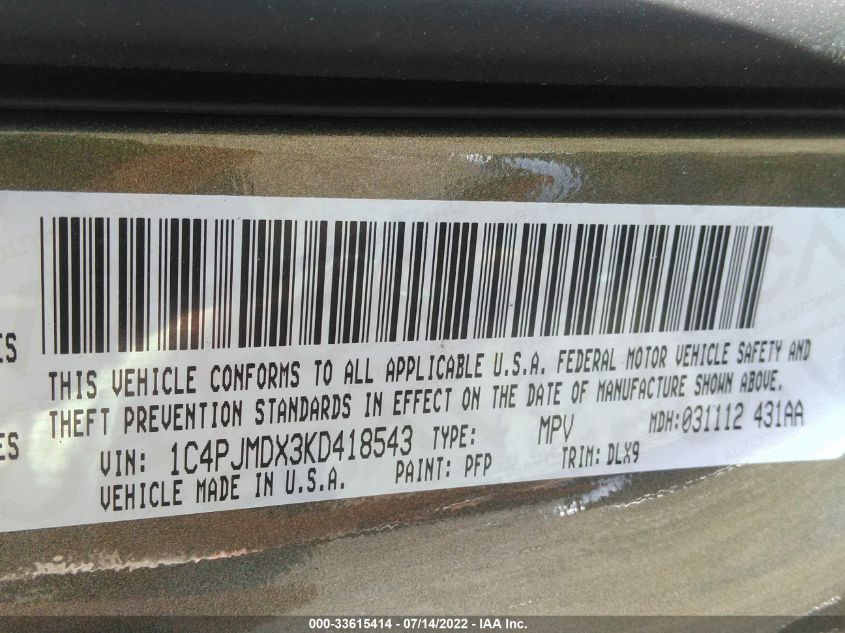 THIS VEHICLE CONFORMS TO ALL APPLICABLE U.S.A. FEDERAL MOTOR VEHICLE SAFETY AND
THEFT PREVENTION STANDARDS IN EFFECT ON THE DATE OF MANUFACTURE SHOWN ABOVE.
VIN: 1C4PJMDX3KD418543 TYPE: MPV MDH:031112 431AA
VEHICLE MADE IN U.S.A. PAINT: PFP TRIM: DLX9
000-33615414 - 07/14/2022 - IAA Inc.